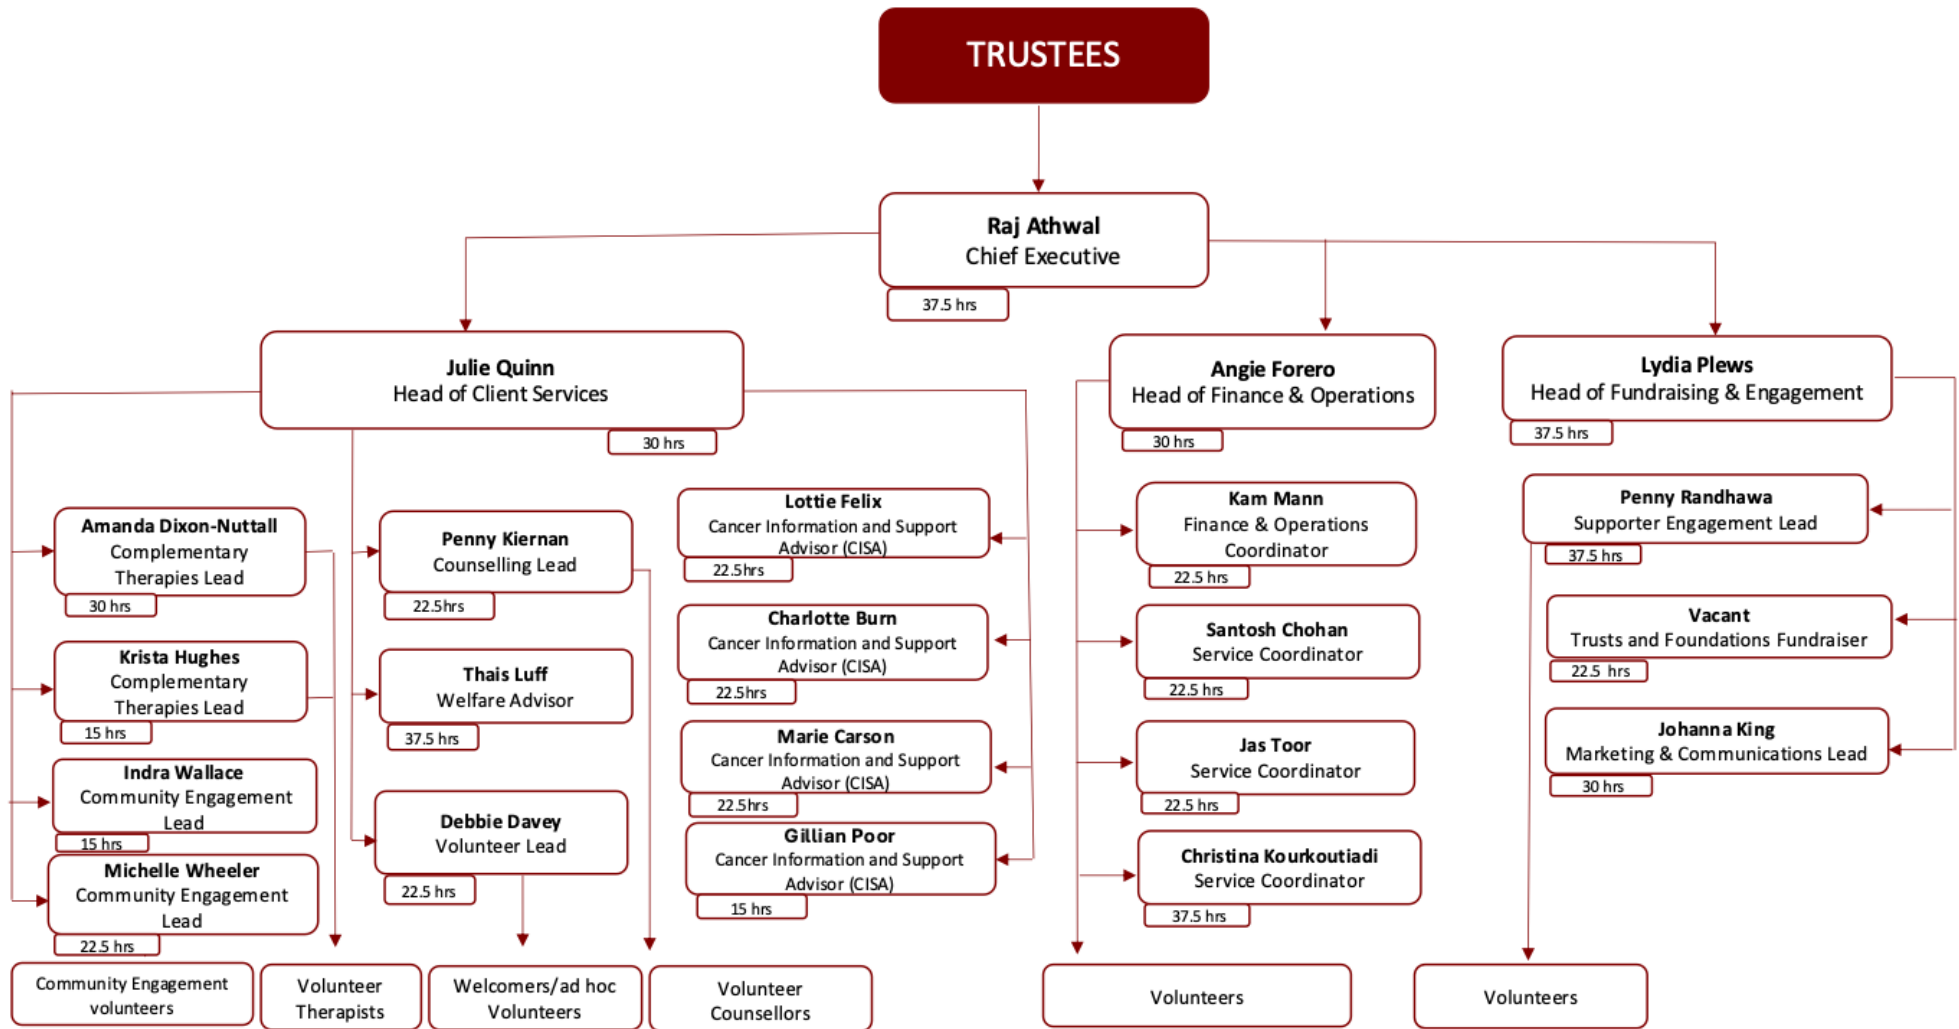 TRUSTEES
Raj Athwal
Chief Executive
37.5 hrs
Julie Quinn
Head of Client Services
30 hrs
Angie Forero
Head of Finance & Operations
30 hrs
Lydia Plews
Head of Fundraising & Engagement
37.5 hrs
Amanda Dixon-Nuttall
Complementary
Therapies Lead
30 hrs
Krista Hughes
Complementary
Therapies Lead
15 hrs
Indra Wallace
Community Engagement
Lead
15 hrs
Michelle Wheeler
Community Engagement
Lead
22.5 hrs
Penny Kiernan
Counselling Lead
22.5hrs
Thais Luff
Welfare Advisor
37.5 hrs
Debbie Davey
Volunteer Lead
22.5 hrs
Lottie Felix
Cancer Information and Support
Advisor (CISA)
22.5hrs
Charlotte Burn
Cancer Information and Support
Advisor (CISA)
22.5hrs
Marie Carson
Cancer Information and Support
Advisor (CISA)
22.5hrs
Gillian Poor
Cancer Information and Support
Advisor (CISA)
15 hrs
Kam Mann
Finance & Operations
Coordinator
22.5 hrs
Santosh Chohan
Service Coordinator
22.5 hrs
Jas Toor
Service Coordinator
22.5 hrs
Christina Kourkoutiadi
Service Coordinator
37.5 hrs
Penny Randhawa
Supporter Engagement Lead
37.5 hrs
Vacant
Trusts and Foundations Fundraiser
22.5 hrs
Johanna King
Marketing & Communications Lead
30 hrs
Community Engagement
volunteers
Volunteer
Therapists
Welcomers/ad hoc
Volunteers
Volunteer
Counsellors
Volunteers
Volunteers